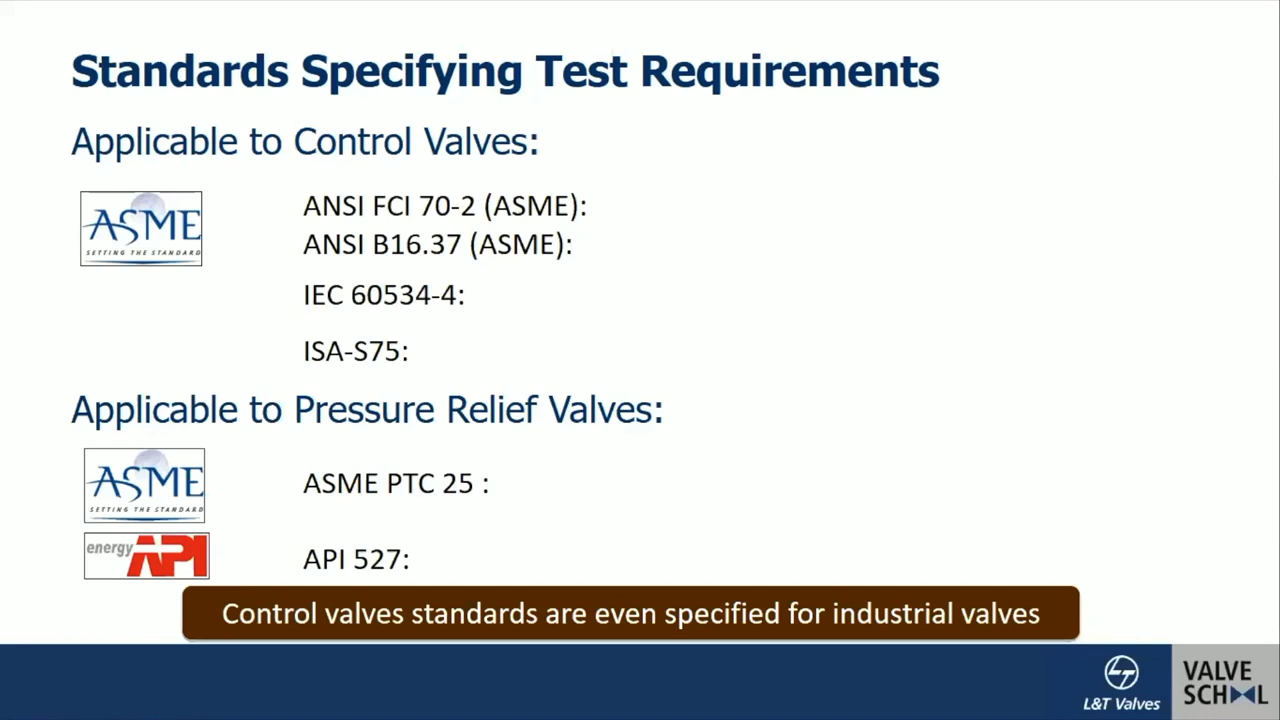 Standards Specifying Test Requirements
Applicable to Control Valves:
ASME
SETTING THE STANDARD
ANSI FCI 70-2 (ASME):
ANSI B16.37 (ASME):
IEC 60534-4:
ISA-S75:
Applicable to Pressure Relief Valves:
ASME
SETTING THE STANDARD
ASME PTC 25 :
energy API
API 527:
Control valves standards are even specified for industrial valves
L&T Valves
VALVE
SCHOOL